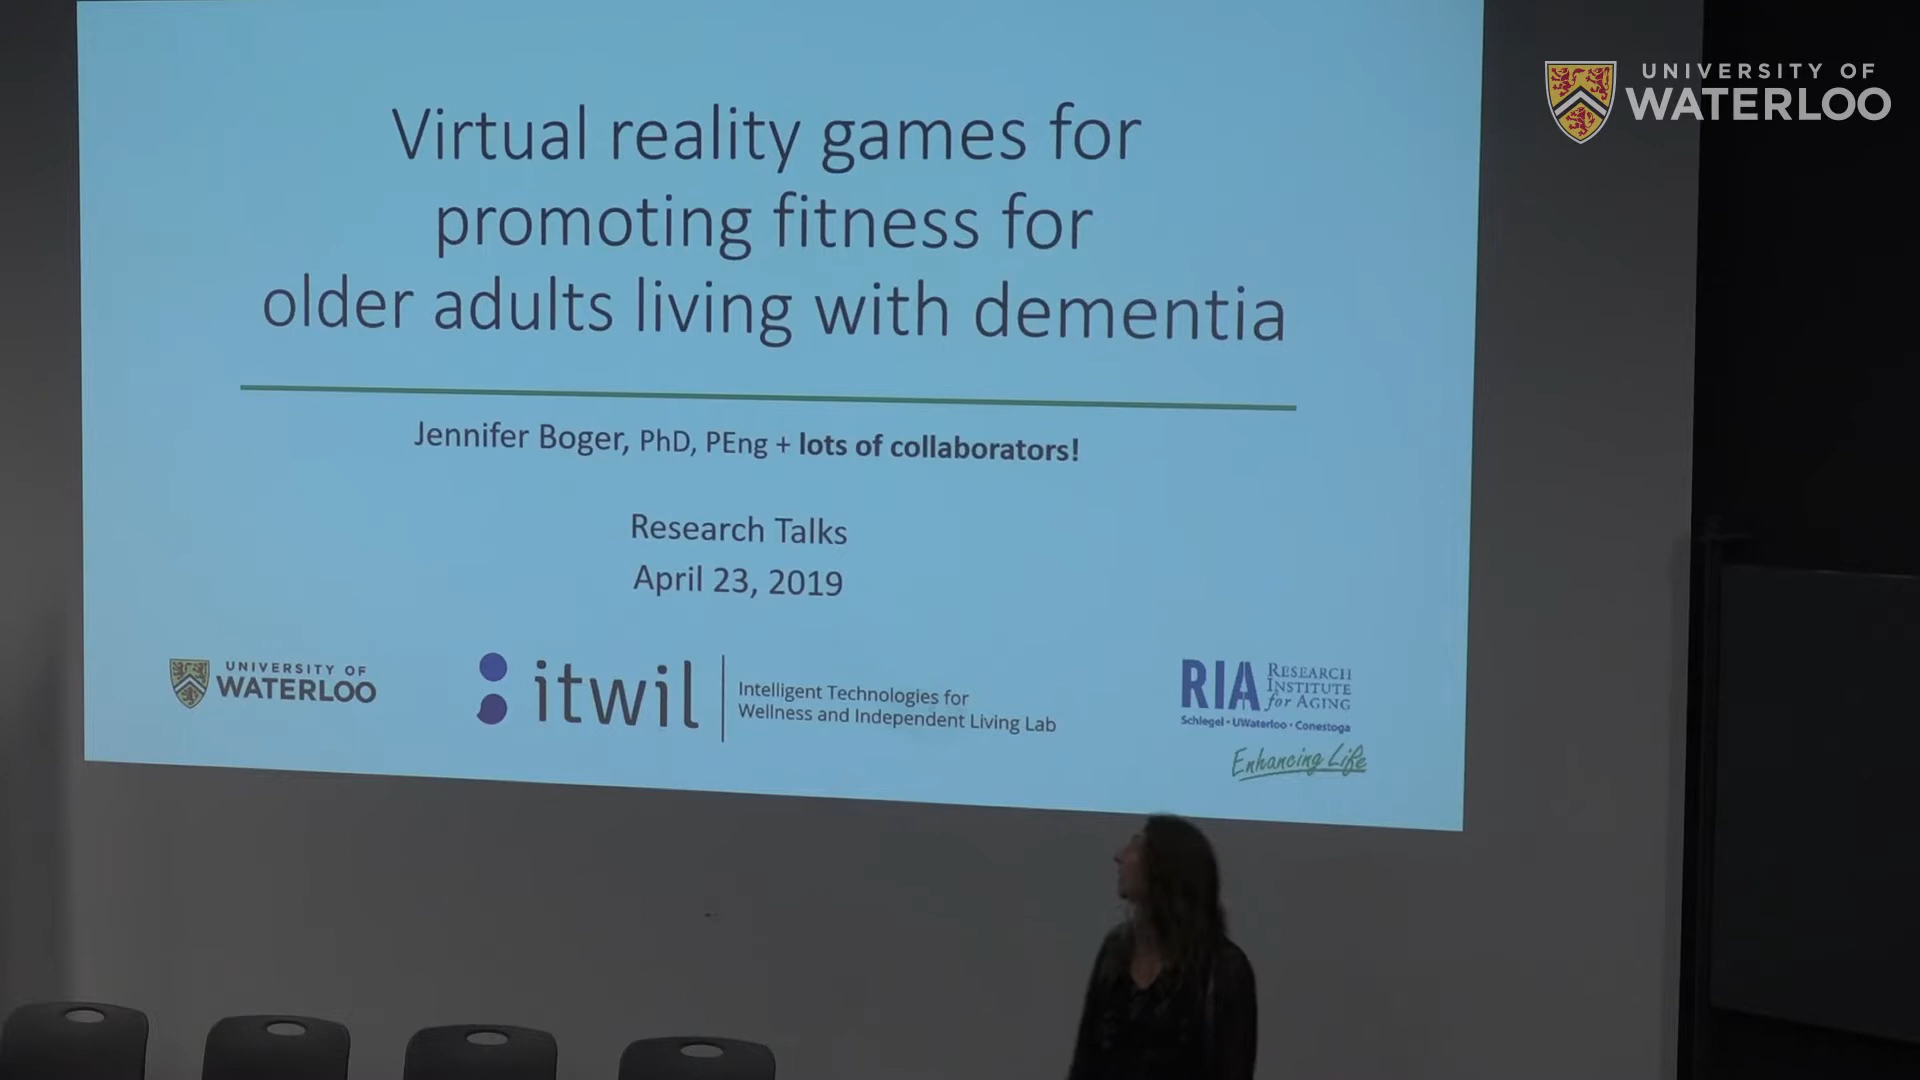 UNIVERSITY OF
WATERLOO
Virtual reality games for
promoting fitness for
older adults living with dementia
Jennifer Boger, PhD, PEng + lots of collaborators!
Research Talks
April 23, 2019
UNIVERSITY OF
WATERLOO
itwil
Intelligent Technologies for
Wellness and Independent Living Lab
RIA
RESEARCH
INSTITUTE
for AGING
Schlegel · UWaterloo · Conestoga
Enhancing Life